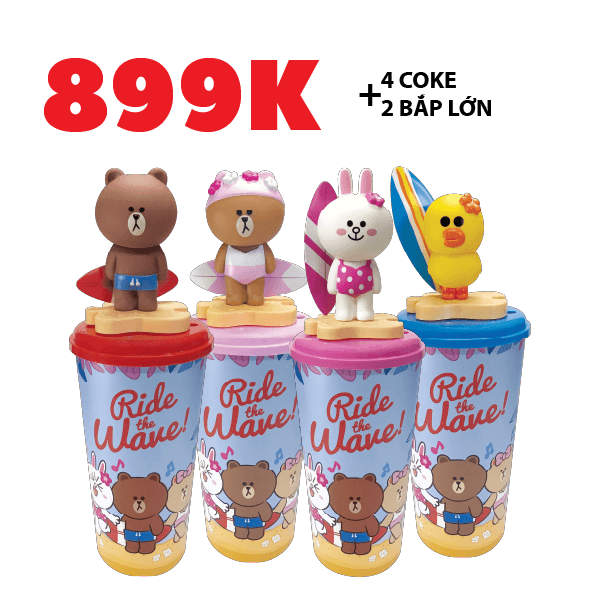 899K
+ 4 COKE
2 BẮP LỚN
Ride
the
Wave!
Ride
the
Wave!
Ride
the
Wave!
Ride
the
Wave!